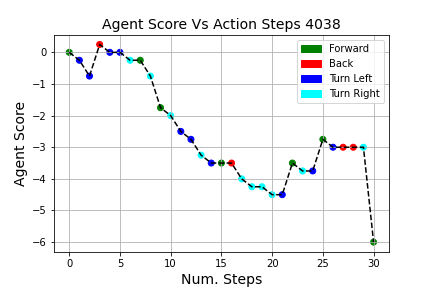 Agent Score Vs Action Steps 4038
Forward
Back
Turn Left
Turn Right
Agent Score
0
−1
−2
−3
−4
−5
−6
0 5 10 15 20 25 30
Num. Steps